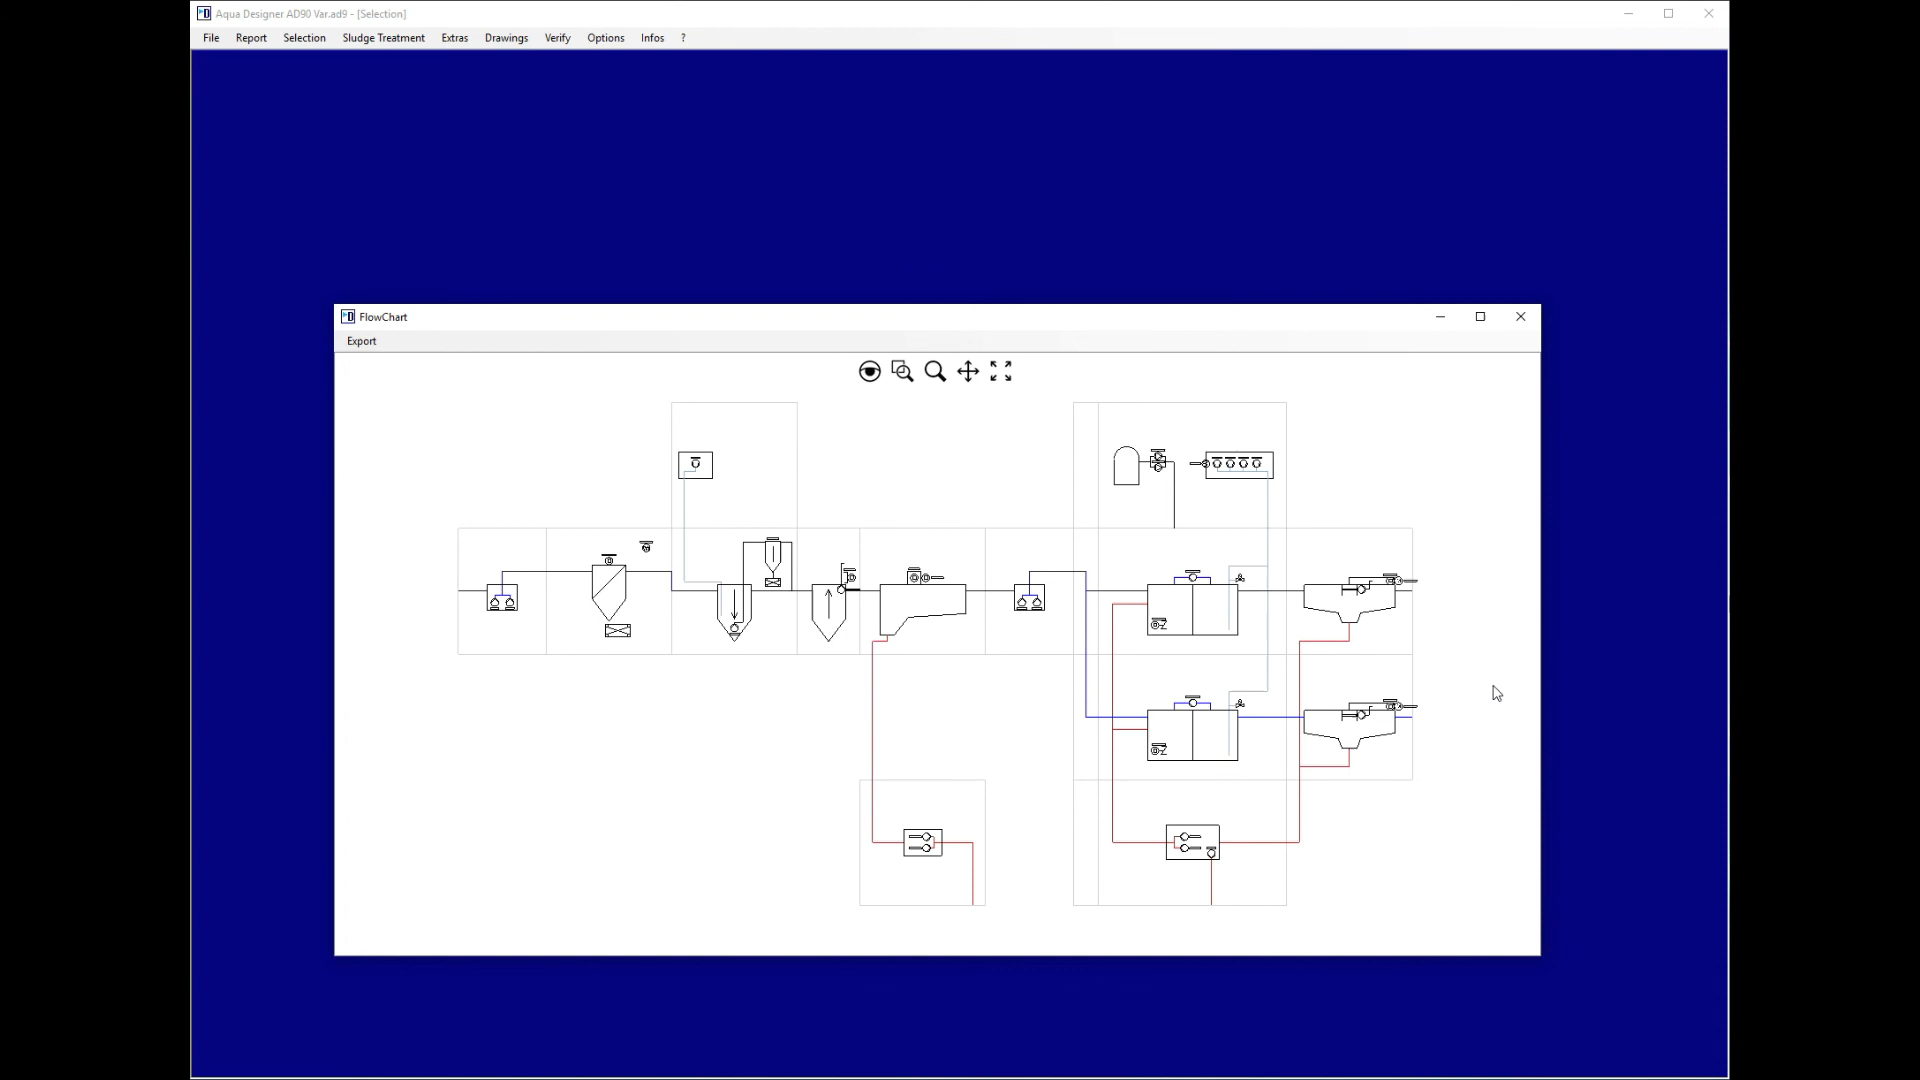 Aqua Designer AD90 Var.ad9 - [Selection]
File Report Selection Sludge Treatment Extras Drawings Verify Options Infos ?
FlowChart
Export